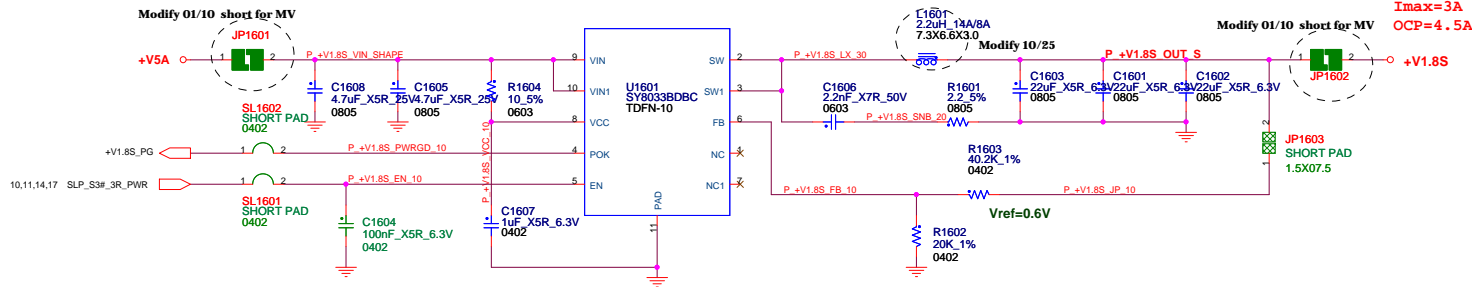 Modify 01/10 short for MV
JP1601
1 2
+V5A
P_+V1.8S_VIN_SHAPE
C1608
4.7uF_X5R_25V
0805
C1605
4.7uF_X5R_25V
0805
R1604
10_5%
0603
SL1602
SHORT PAD
0402
+V1.8S_PG
1 2
P_+V1.8S_PWRGD_10
10,11,14,17 SLP_S3#_3R_PWR
1 2
P_+V1.8S_EN_10
SL1601
SHORT PAD
0402
C1604
100nF_X5R_6.3V
0402
P_+V1.8S_VCC_10
C1607
1uF_X5R_6.3V
0402
9 VIN
10 VIN1
8 VCC
4 POK
5 EN
U1601
SY8033BDBC
TDFN-10
SW 2
SW1 3
FB 6
NC 1
NC1 7
PAD
11
P_+V1.8S_LX_30
L1601
2.2uH_14A/8A
7.3X6.6X3.0
Modify 10/25
C1606
2.2nF_X7R_50V
0603
P_+V1.8S_SNB_20
R1601
2.2_5%
0805
P_+V1.8S_OUT_S
C1603
22uF_X5R_6.3V
0805
C1601
22uF_X5R_6.3V
0805
C1602
22uF_X5R_6.3V
0805
R1603
40.2K_1%
0402
P_+V1.8S_FB_10
P_+V1.8S_JP_10
Vref=0.6V
R1602
20K_1%
0402
2
JP1603
SHORT PAD
1.5X07.5
1
Modify 01/10 short for MV
1 2
JP1602
+V1.8S
Imax=3A
OCP=4.5A